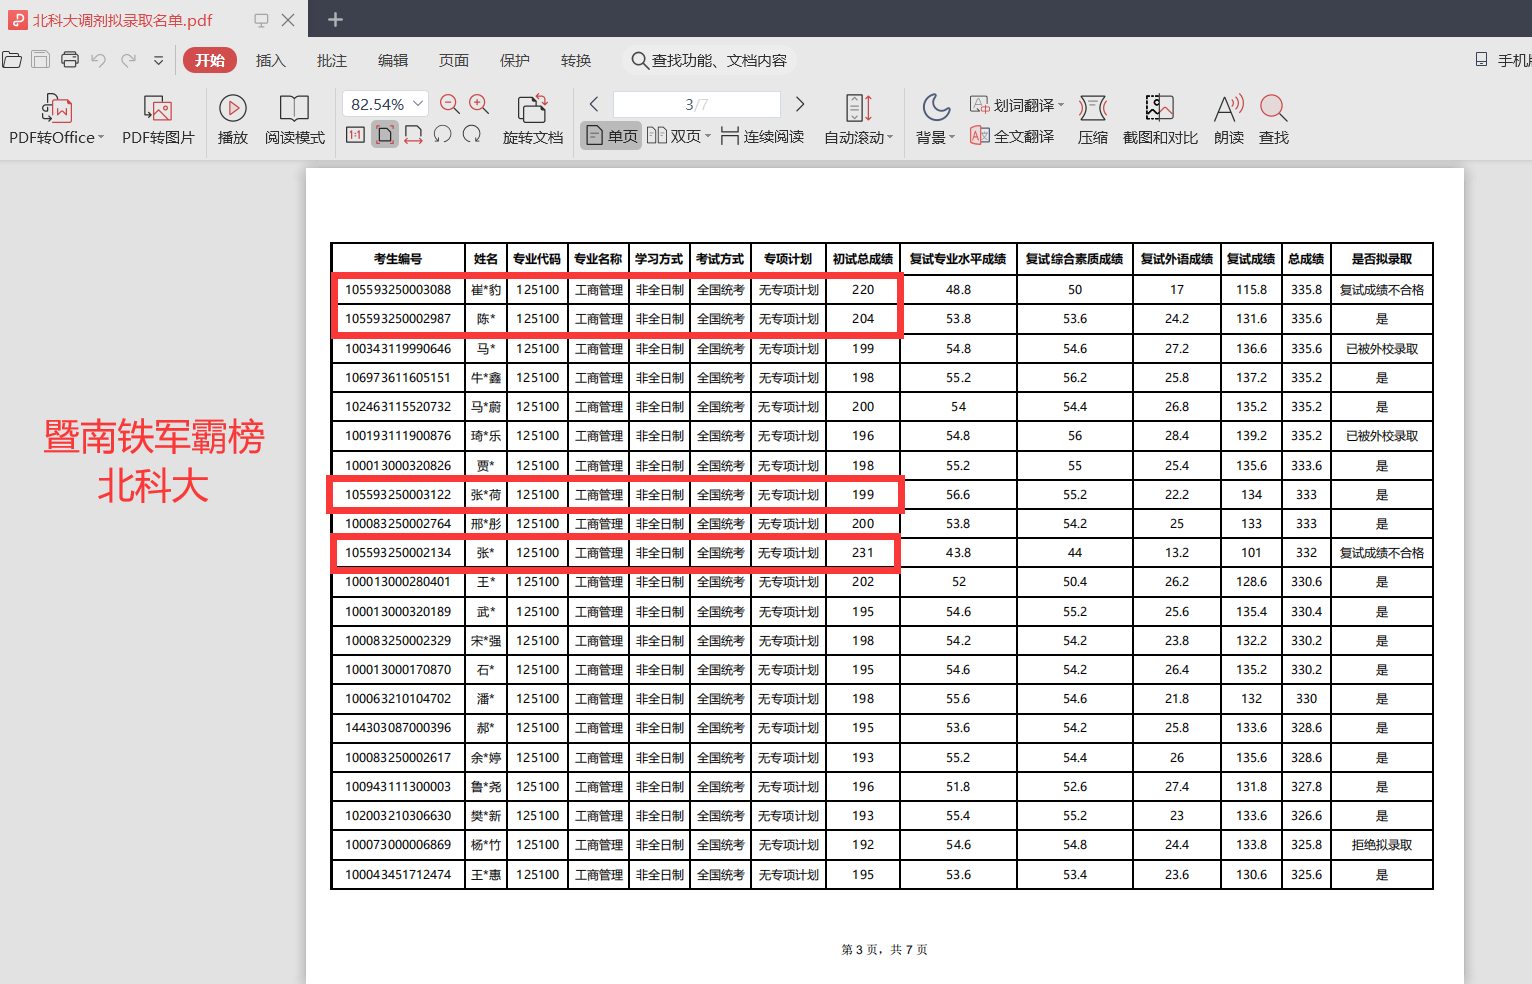 北科大调剂拟录取名单.pdf
开始 插入 批注 编辑 页面 保护 转换 查找功能、文档内容 手机
PDF转Office PDF转图片 播放 阅读模式 82.54% 1:1 旋转文档 3/7 单页 双页 连续阅读 自动滚动 背景 划词翻译 全文翻译 压缩 截图和对比 朗读 查找
暨南铁军霸榜
北科大
考生编号 姓名 专业代码 专业名称 学习方式 考试方式 专项计划 初试总成绩 复试专业水平成绩 复试综合素质成绩 复试外语成绩 复试成绩 总成绩 是否拟录取
105593250003088 崔*豹 125100 工商管理 非全日制 全国统考 无专项计划 220 48.8 50 17 115.8 335.8 复试成绩不合格
105593250002987 陈* 125100 工商管理 非全日制 全国统考 无专项计划 204 53.8 53.6 24.2 131.6 335.6 是
100343119990646 马* 125100 工商管理 非全日制 全国统考 无专项计划 199 54.8 54.6 27.2 136.6 335.6 已被外校录取
106973611605151 牛*鑫 125100 工商管理 非全日制 全国统考 无专项计划 198 55.2 56.2 25.8 137.2 335.2 是
102463115520732 马*蔚 125100 工商管理 非全日制 全国统考 无专项计划 200 54 54.4 26.8 135.2 335.2 是
100193111900876 琦*乐 125100 工商管理 非全日制 全国统考 无专项计划 196 54.8 56 28.4 139.2 335.2 已被外校录取
100013000320826 贾* 125100 工商管理 非全日制 全国统考 无专项计划 198 55.2 55 25.4 135.6 333.6 是
105593250003122 张*荷 125100 工商管理 非全日制 全国统考 无专项计划 199 56.6 55.2 22.2 134 333 是
100083250002764 邢*彤 125100 工商管理 非全日制 全国统考 无专项计划 200 53.8 54.2 25 133 333 是
105593250002134 张* 125100 工商管理 非全日制 全国统考 无专项计划 231 43.8 44 13.2 101 332 复试成绩不合格
100013000280401 王* 125100 工商管理 非全日制 全国统考 无专项计划 202 52 50.4 26.2 128.6 330.6 是
100013000320189 武* 125100 工商管理 非全日制 全国统考 无专项计划 195 54.6 55.2 25.6 135.4 330.4 是
100083250002329 宋*强 125100 工商管理 非全日制 全国统考 无专项计划 198 54.2 54.2 23.8 132.2 330.2 是
100013000170870 石* 125100 工商管理 非全日制 全国统考 无专项计划 195 54.6 54.2 26.4 135.2 330.2 是
100063210104702 潘* 125100 工商管理 非全日制 全国统考 无专项计划 198 55.6 54.6 21.8 132 330 是
144303087000396 郝* 125100 工商管理 非全日制 全国统考 无专项计划 195 53.6 54.2 25.8 133.6 328.6 是
100083250002617 余*婷 125100 工商管理 非全日制 全国统考 无专项计划 193 55.2 54.4 26 135.6 328.6 是
100943111300003 鲁*尧 125100 工商管理 非全日制 全国统考 无专项计划 196 51.8 52.6 27.4 131.8 327.8 是
102003210306630 樊*新 125100 工商管理 非全日制 全国统考 无专项计划 193 55.4 55.2 23 133.6 326.6 是
100073000006869 杨*竹 125100 工商管理 非全日制 全国统考 无专项计划 192 54.6 54.8 24.4 133.8 325.8 拒绝拟录取
100043451712474 王*惠 125100 工商管理 非全日制 全国统考 无专项计划 195 53.6 53.4 23.6 130.6 325.6 是
第 3 页，共 7 页